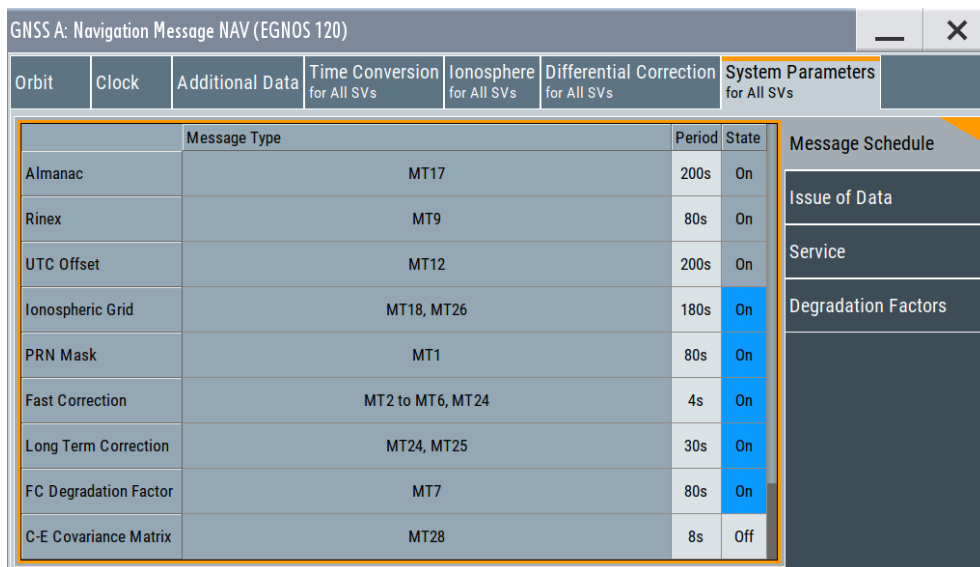 GNSS A: Navigation Message NAV (EGNOS 120)
Orbit Clock Additional Data Time Conversion for All SVs Ionosphere for All SVs Differential Correction for All SVs System Parameters for All SVs
Message Type Period State
Almanac MT17 200s On
Rinex MT9 80s On
UTC Offset MT12 200s On
Ionospheric Grid MT18, MT26 180s On
PRN Mask MT1 80s On
Fast Correction MT2 to MT6, MT24 4s On
Long Term Correction MT24, MT25 30s On
FC Degradation Factor MT7 80s On
C-E Covariance Matrix MT28 8s Off
Message Schedule
Issue of Data
Service
Degradation Factors